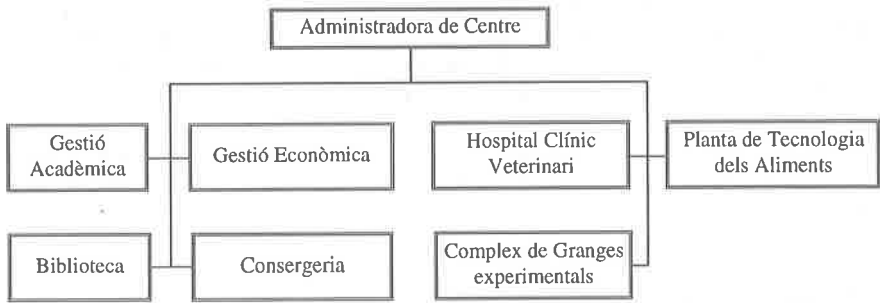 Administradora de Centre
Gestió
Acadèmica
Gestió Econòmica
Hospital Clínic
Veterinari
Planta de Tecnologia
dels Aliments
Biblioteca
Consergeria
Complex de Granges
experimentals